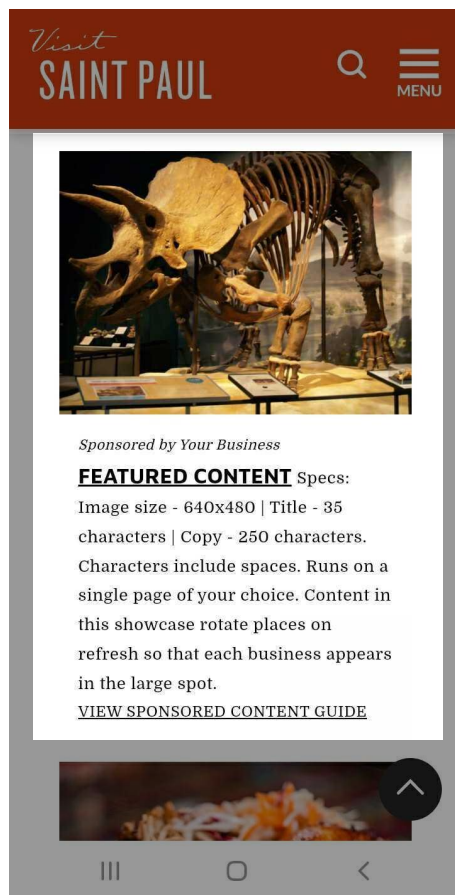 Visit
SAINT PAUL
MENU
Sponsored by Your Business
FEATURED CONTENT Specs:
Image size - 640x480 | Title - 35
characters | Copy - 250 characters.
Characters include spaces. Runs on a
single page of your choice. Content in
this showcase rotate places on
refresh so that each business appears
in the large spot.
VIEW SPONSORED CONTENT GUIDE